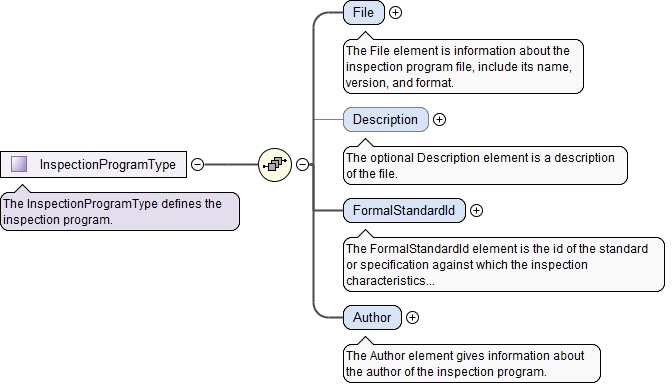 File
The File element is information about the
inspection program file, include its name,
version, and format.
Description
The optional Description element is a description
of the file.
InspectionProgramType
The InspectionProgramType defines the
inspection program.
FormalStandardId
The FormalStandardId element is the id of the standard
or specification against which the inspection
characteristics...
Author
The Author element gives information about
the author of the inspection program.